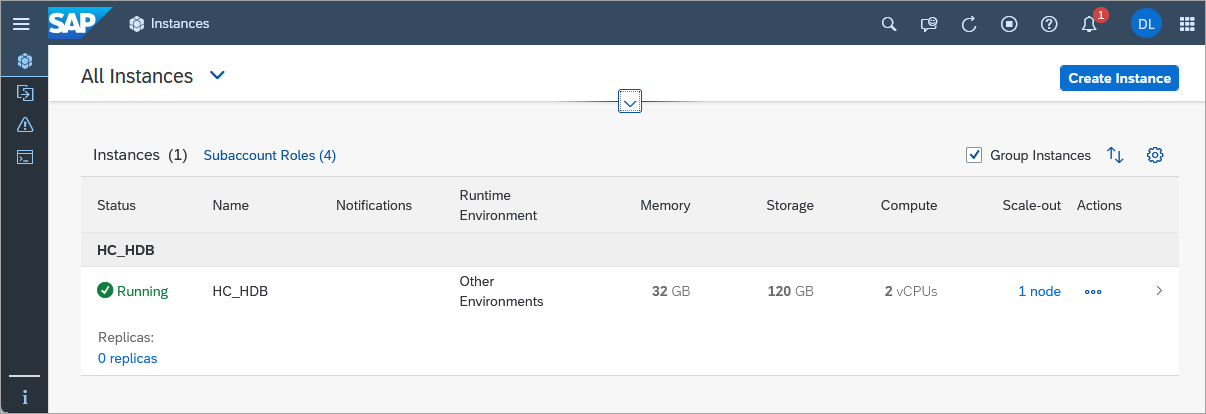 SAP Instances 1 DL
All Instances
Create Instance
Instances (1) Subaccount Roles (4) Group Instances
Status Name Notifications Runtime Environment Memory Storage Compute Scale-out Actions
HC_HDB
Running HC_HDB Other Environments 32 GB 120 GB 2 vCPUs 1 node
Replicas:
0 replicas